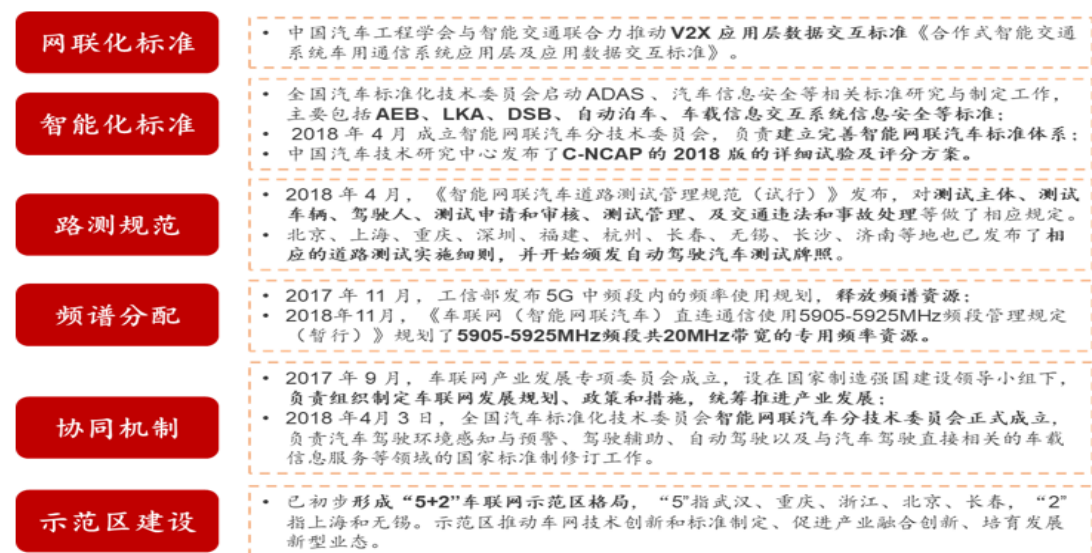 网联化标准
• 中国汽车工程学会与智能交通联合力推动V2X 应用层数据交互标准《合作式智能交通
系统车用通信系统应用层及应用数据交互标准》。
智能化标准
• 全国汽车标准化技术委员会启动ADAS 、汽车信息安全等相关标准研究与制定工作，
主要包括AEB、LKA、DSB、自动泊车、车载信息交互系统信息安全等标准；
• 2018 年 4 月 成立智能网联汽车分技术委员会，负责建立完善智能网联汽车标准体系；
• 中国汽车技术研究中心发布了C-NCAP 的 2018 版的详细试验及评分方案。
路测规范
• 2018 年 4 月，《智能网联汽车道路测试管理规范（试行）》发布，对测试主体、测试
车辆、驾驶人、测试申请和审核、测试管理、及交通违法和事故处理等做了相应规定。
• 北京、上海、重庆、深圳、福建、杭州、长春、无锡、长沙、济南等地也已发布了相
应的道路测试实施细则，并开始颁发自动驾驶汽车测试牌照。
频谱分配
• 2017 年 11 月，工信部发布 5G 中频段内的频率使用规划，释放频谱资源；
• 2018年11月，《车联网（智能网联汽车）直连通信使用5905-5925MHz频段管理规定
（暂行）》规划了5905-5925MHz频段共20MHz带宽的专用频率资源。
协同机制
• 2017 年 9 月，车联网产业发展专项委员会成立，设在国家制造强国建设领导小组下，
负责组织制定车联网发展规划、政策和措施，统筹推进产业发展；
• 2018 年4月 3 日，全国汽车标准化技术委员会智能网联汽车分技术委员会正式成立，
负责汽车驾驶环境感知与预警、驾驶辅助、自动驾驶以及与汽车驾驶直接相关的车载
信息服务等领域的国家标准制修订工作。
示范区建设
• 已初步形成“5+2”车联网示范区格局，“5”指武汉、重庆、浙江、北京、长春，“2”
指上海和无锡。示范区推动车网技术创新和标准制定、促进产业融合创新、培育发展
新型业态。